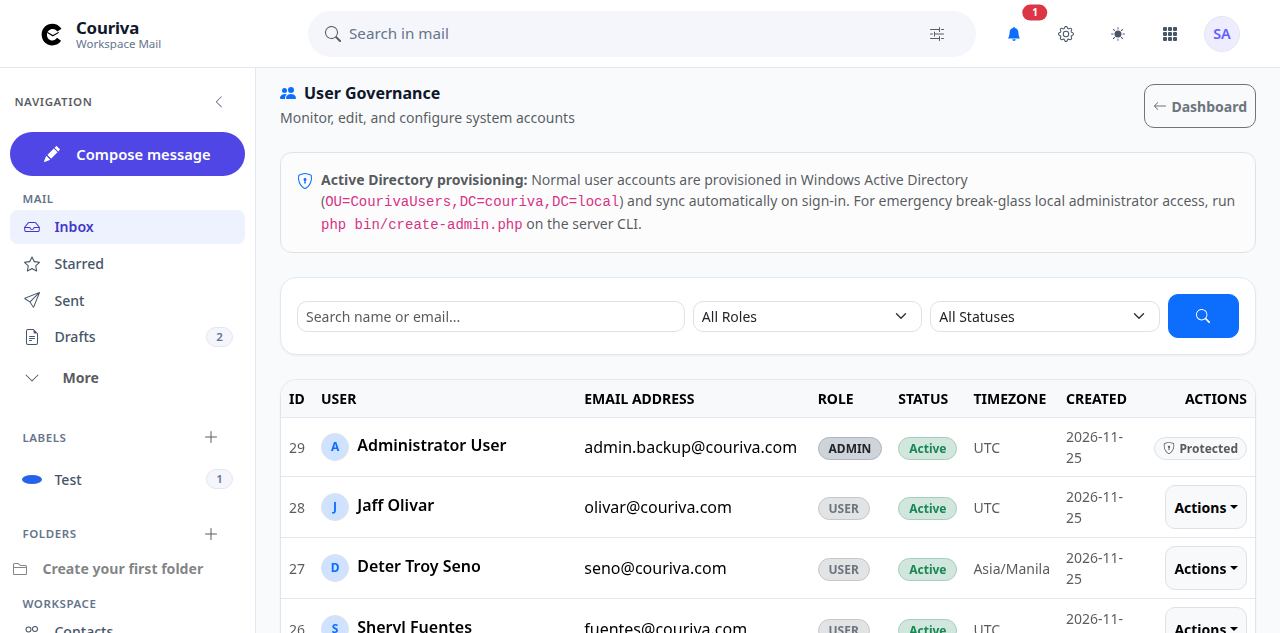 Couriva
Workspace Mail
Search in mail
1
SA
NAVIGATION
Compose message
MAIL
Inbox
Starred
Sent
Drafts 2
More
LABELS
Test 1
FOLDERS
Create your first folder
WORKSPACE
Contacts
User Governance
Monitor, edit, and configure system accounts
← Dashboard
Active Directory provisioning: Normal user accounts are provisioned in Windows Active Directory
(OU=CourivaUsers,DC=couriva,DC=local) and sync automatically on sign-in. For emergency break-glass local administrator access, run
php bin/create-admin.php on the server CLI.
Search name or email... All Roles All Statuses
ID USER EMAIL ADDRESS ROLE STATUS TIMEZONE CREATED ACTIONS
29 A Administrator User admin.backup@couriva.com ADMIN Active UTC 2026-11-25 Protected
28 J Jaff Olivar olivar@couriva.com USER Active UTC 2026-11-25 Actions
27 D Deter Troy Seno seno@couriva.com USER Active Asia/Manila 2026-11-25 Actions
26 S Sheryl Fuentes fuentes@couriva.com USER Active UTC 2026-11- Actions